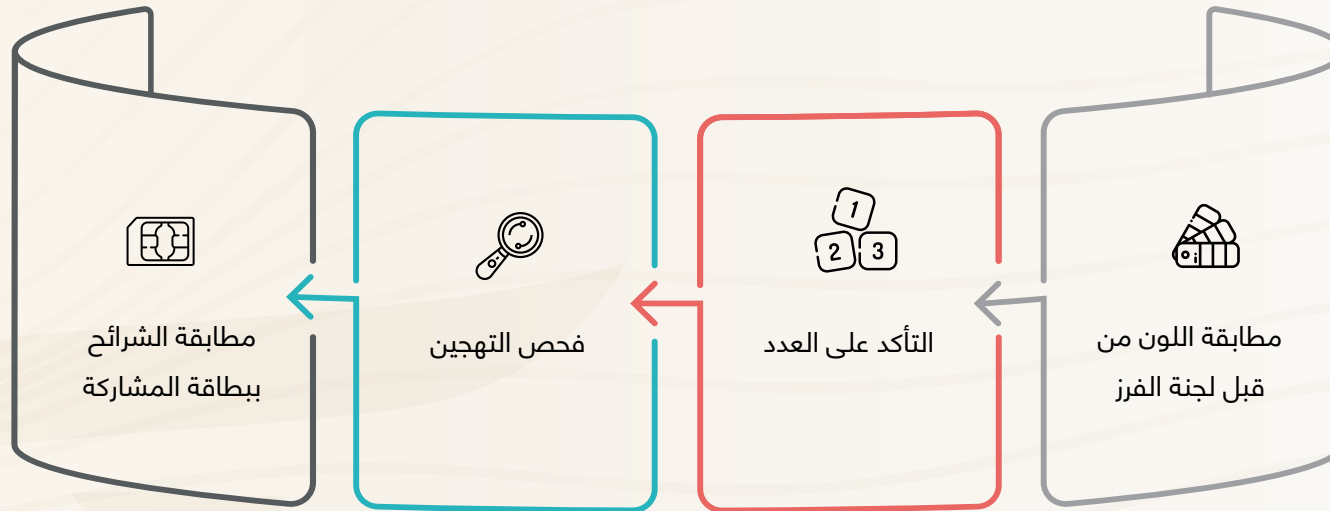 مطابقة اللون من
قبل لجنة الفرز
1
2 3
التأكد على العدد
فحص التهجين
مطابقة الشرائح
ببطاقة المشاركة